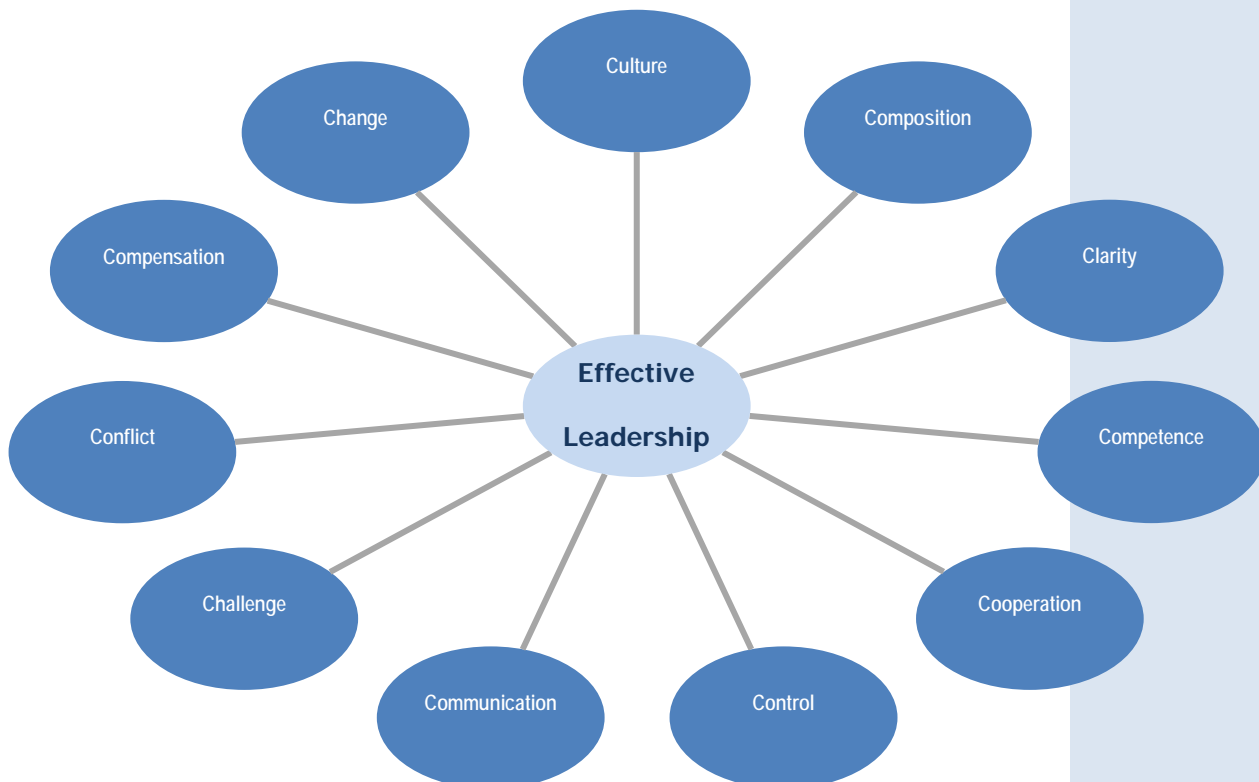 Culture
Change
Composition
Compensation
Clarity
Effective
Leadership
Conflict
Competence
Challenge
Cooperation
Communication
Control